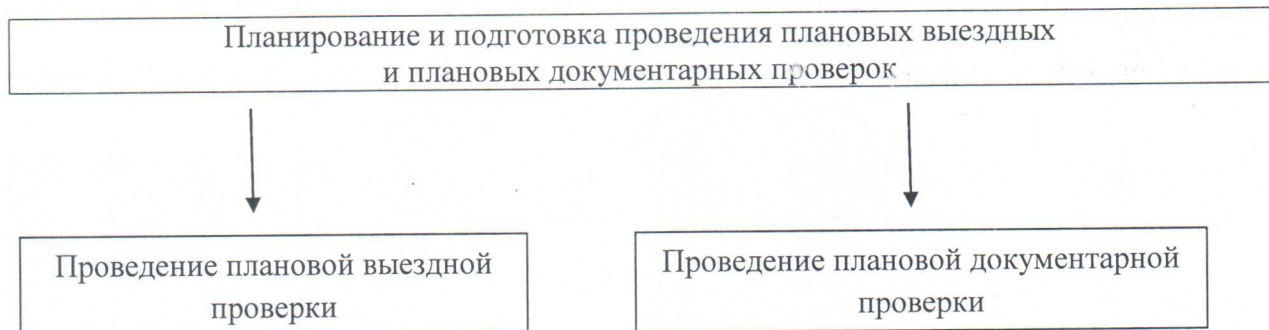 Планирование и подготовка проведения плановых выездных
и плановых документарных проверок
Проведение плановой выездной
проверки
Проведение плановой документарной
проверки